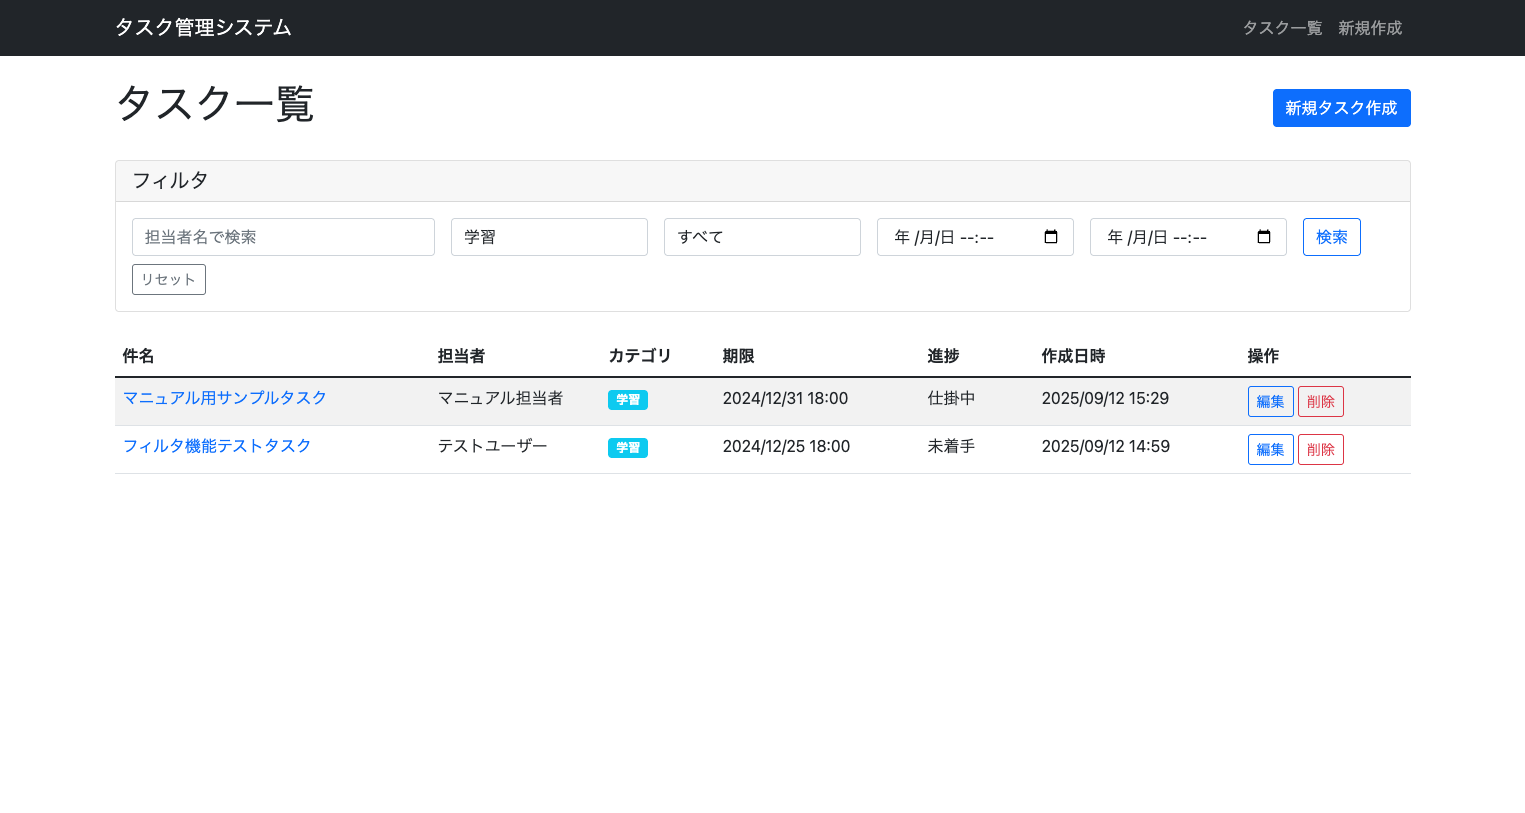 タスク管理システム タスク一覧 新規作成
タスク一覧 新規タスク作成
フィルタ
担当者名で検索 学習 すべて 年 /月/日 --:-- 年 /月/日 --:-- 検索
リセット
件名 担当者 カテゴリ 期限 進捗 作成日時 操作
マニュアル用サンプルタスク マニュアル担当者 学習 2024/12/31 18:00 仕掛中 2025/09/12 15:29 編集 削除
フィルタ機能テストタスク テストユーザー 学習 2024/12/25 18:00 未着手 2025/09/12 14:59 編集 削除